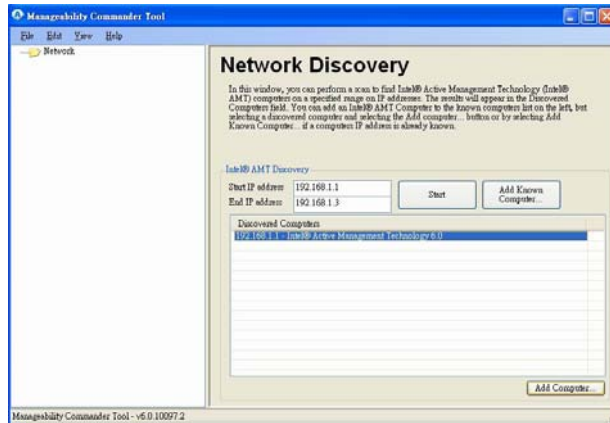 Manageability Commander Tool
File Edit View Help
Network
Network Discovery
In this window, you can perform a scan to find Intel® Active Management Technology (Intel®
AMT) computers on a specified range on IP addresses. The results will appear in the Discovered
Computers field. You can add an Intel® AMT Computer to the known computers list on the left, but
selecting a discovered computer and selecting the Add computer... button or by selecting Add
Known Computer... if a computers IP address is already known.
Intel® AMT Discovery
Start IP address 192.168.1.1
End IP address 192.168.1.3
Start
Add Known
Computer...
Discovered Computers
192.168.1.1 - Intel® Active Management Technology 6.0
Add Computer...
Manageability Commander Tool - v6.0.10097.2